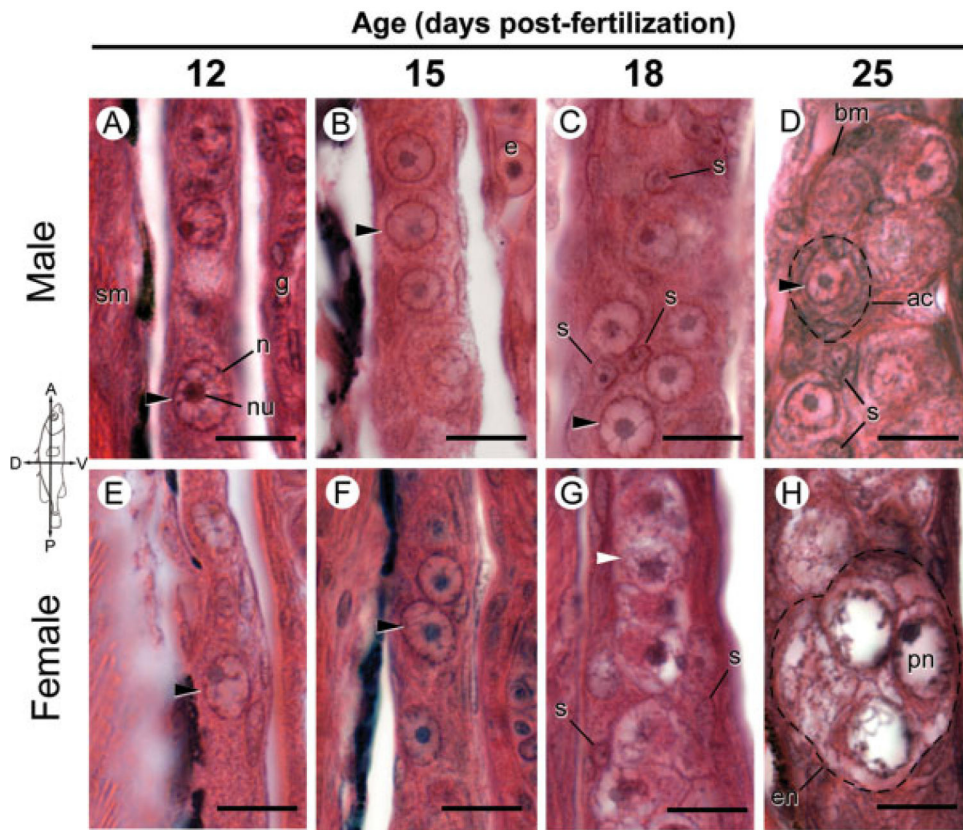 Age (days post-fertilization)
12 15 18 25
Male
A B C D
bm
e
s
sm g
ac
n
s s
nu
s
A
D V
P
Female
E F G H
pn
s
s
en